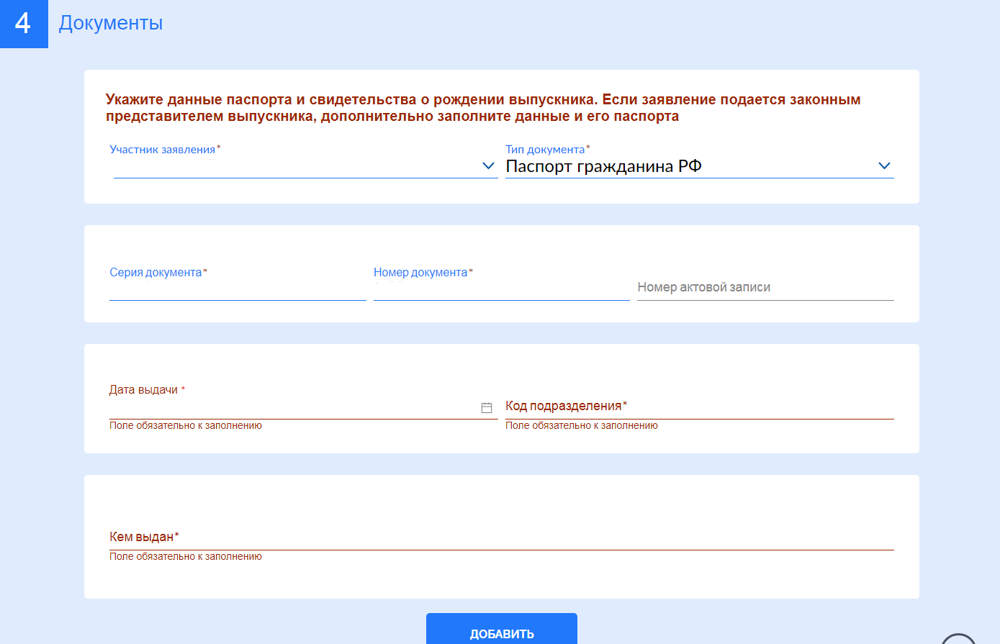 4 Документы
Укажите данные паспорта и свидетельства о рождении выпускника. Если заявление подается законным
представителем выпускника, дополнительно заполните данные и его паспорта
Участник заявления* Тип документа*
Паспорт гражданина РФ
Серия документа* Номер документа*
Номер актовой записи
Дата выдачи *
Код подразделения*
Поле обязательно к заполнению Поле обязательно к заполнению
Кем выдан*
Поле обязательно к заполнению
ДОБАВИТЬ